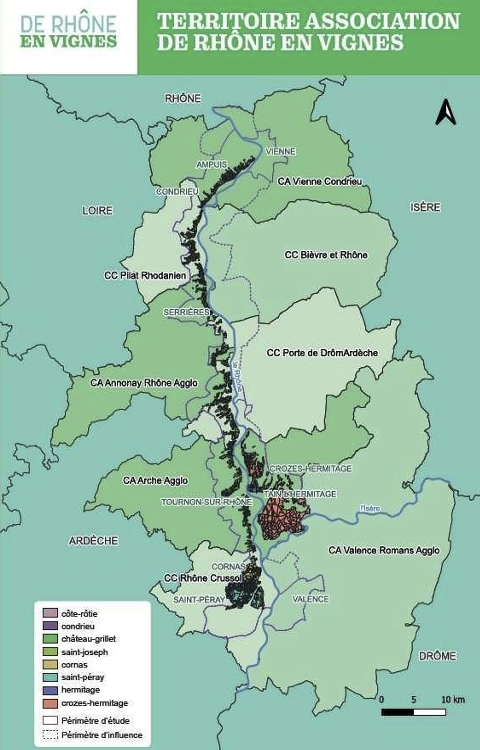 DE RHÔNE
EN VIGNES
TERRITOIRE ASSOCIATION
DE RHÔNE EN VIGNES
RHÔNE
VIENNE
AMPUIS
CA Vienne Condrieu
CONDRIEU
LOIRE
ISÈRE
CC Bièvre et Rhône
CC Pilat Rhodanien
SERRIÈRES
CC Porte de DrômArdèche
le Rhône
CA Annonay Rhône Agglo
CROZES-HERMITAGE
CA Arche Agglo
TAIN L'HERMITAGE
TOURNON-SUR-RHÔNE
l'Isère
ARDÈCHE
CA Valence Romans Agglo
CORNAS
CC Rhône Crussol
SAINT-PÉRAY
VALENCE
DRÔME
côte-rôtie
condrieu
château-grillet
saint-joseph
cornas
saint-péray
hermitage
crozes-hermitage
Périmètre d'étude
Périmètre d'influence
0 5 10 km